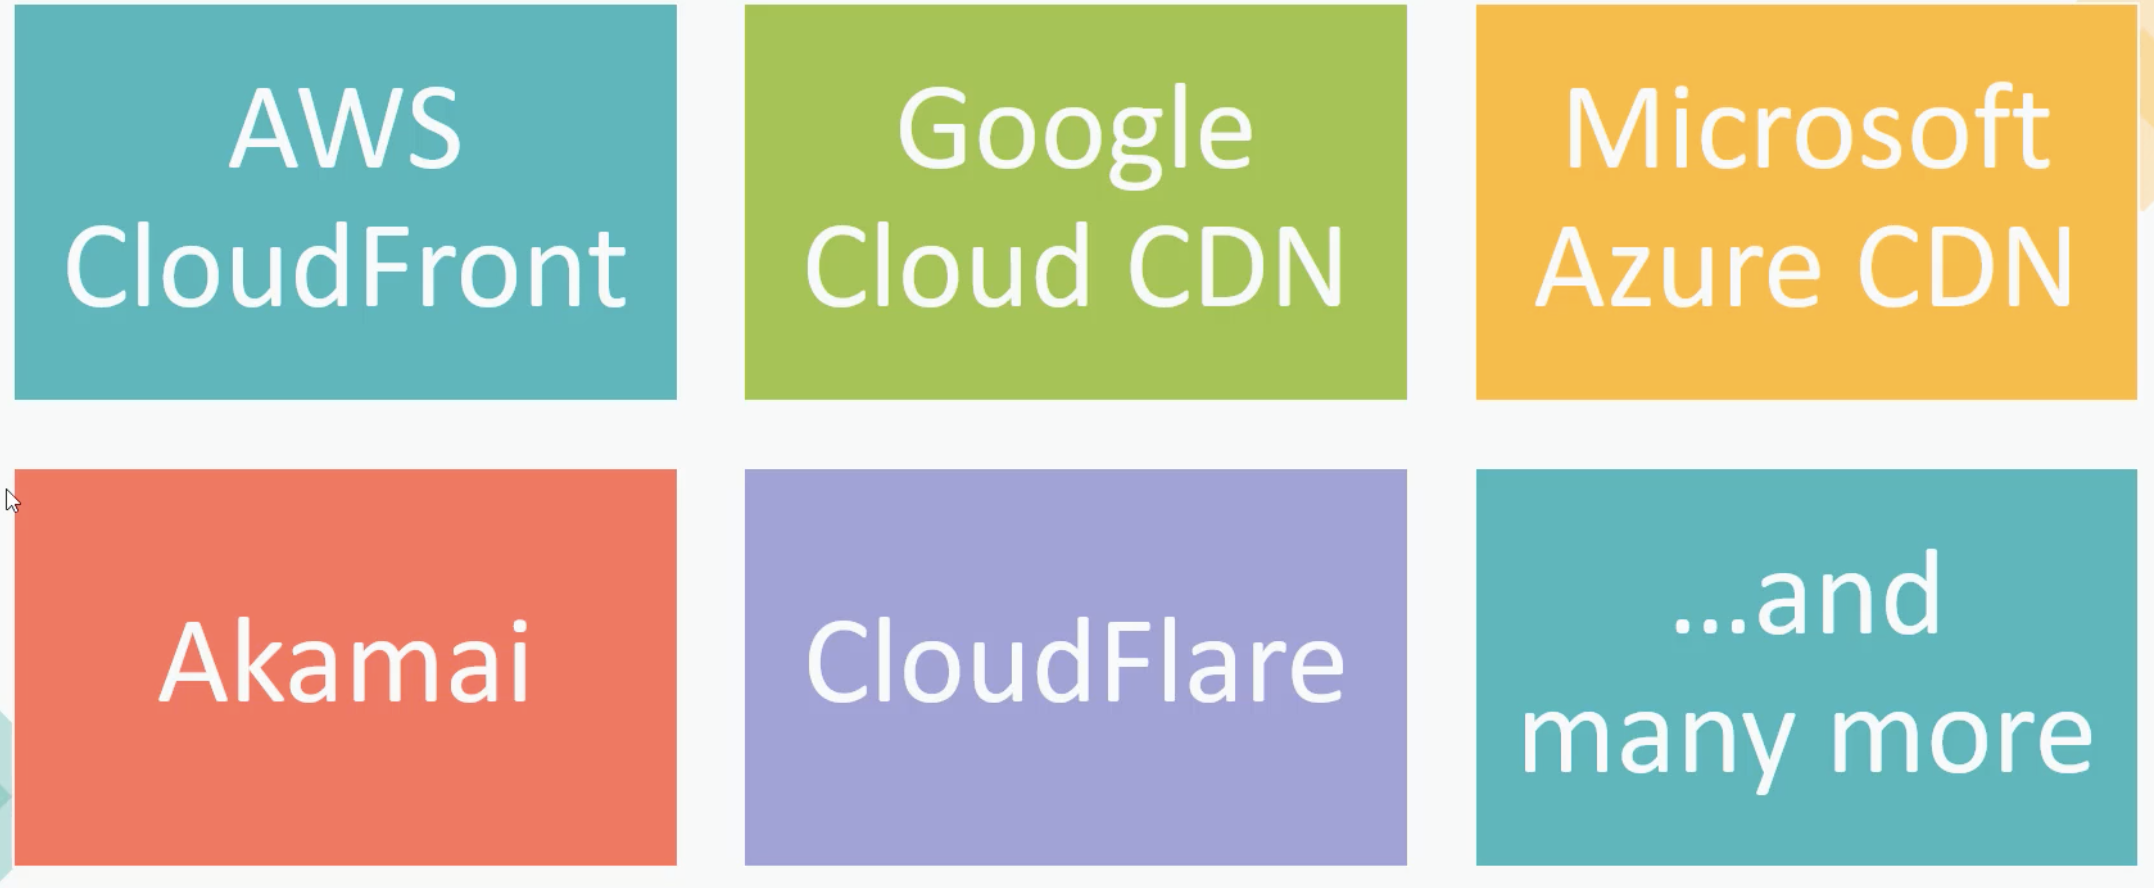 AWS
CloudFront
Google
Cloud CDN
Microsoft
Azure CDN
Akamai
CloudFlare
...and
many more